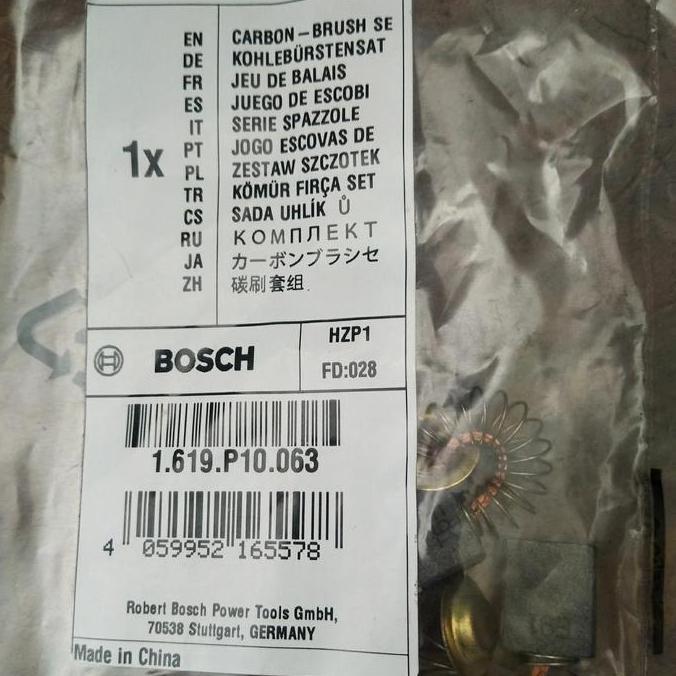 1x
EN CARBON–BRUSH SE
DE KOHLEBÜRSTENSAT
FR JEU DE BALAIS
ES JUEGO DE ESCOBI
IT SERIE SPAZZOLE
PT JOGO ESCOVAS DE
PL ZESTAW SZCZOTEK
TR KÖMÜR FIRÇA SET
CS SADA UHLÍK Ů
RU КОМПЛЕКТ
JA カーボンブラシセ
ZH 碳刷套组.
BOSCH
HZP1
FD:028
1.619.P10.063
4 059952 165578
Robert Bosch Power Tools GmbH,
70538 Stuttgart, GERMANY
Made in China